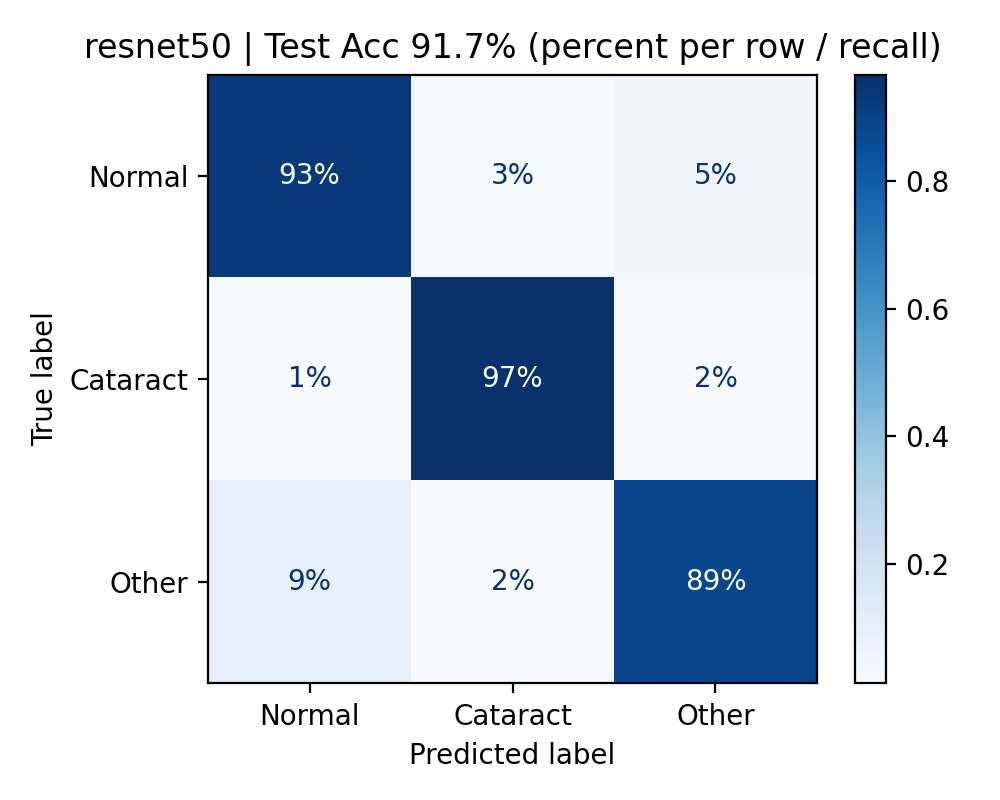 resnet50 | Test Acc 91.7% (percent per row / recall)
True label
Normal 93% 3% 5%
Cataract 1% 97% 2%
Other 9% 2% 89%
Normal Cataract Other
Predicted label
0.8
0.6
0.4
0.2